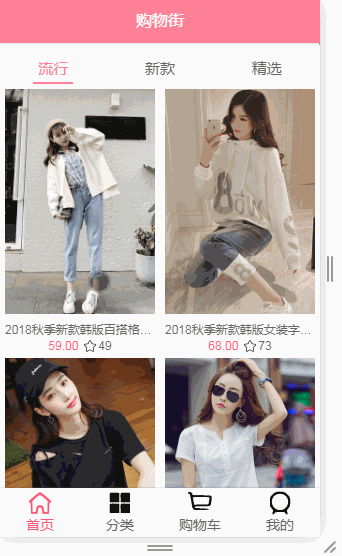 购物街
流行 新款 精选
2018秋季新款韩版百搭格... 2018秋季新款韩版女装字...
59.00 49 68.00 73
首页 分类 购物车 我的